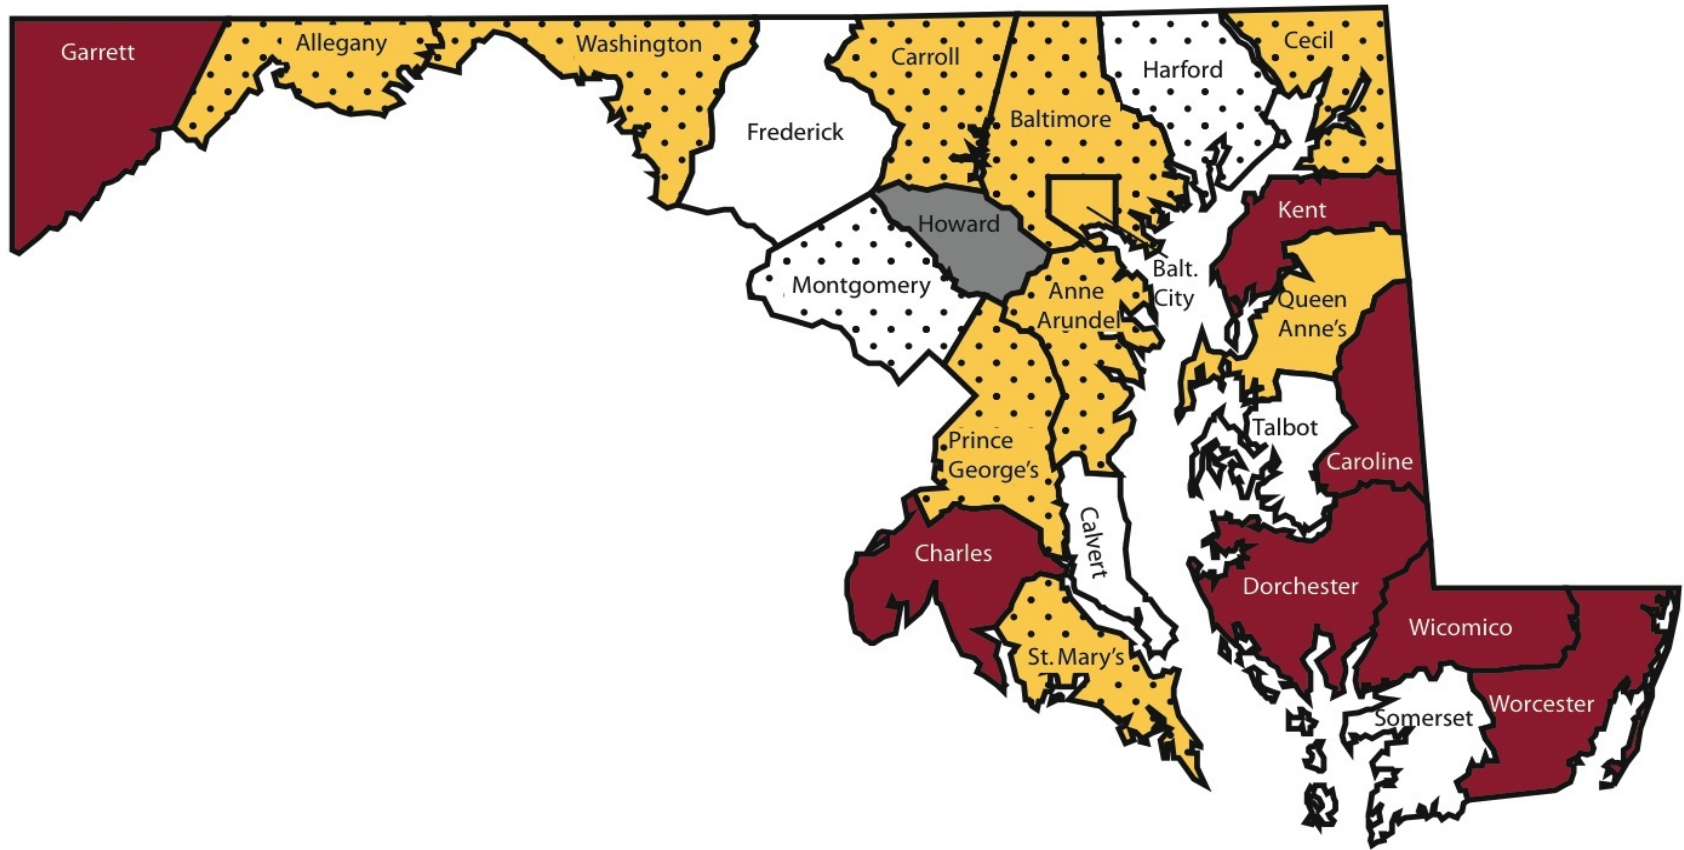 Garrett
Allegany
Washington
Frederick
Carroll
Baltimore
Harford
Cecil
Howard
Montgomery
Anne
Arundel
Balt.
City
Kent
Queen
Anne's
Talbot
Caroline
Prince
George's
Calvert
Charles
St. Mary's
Dorchester
Wicomico
Worcester
Somerset